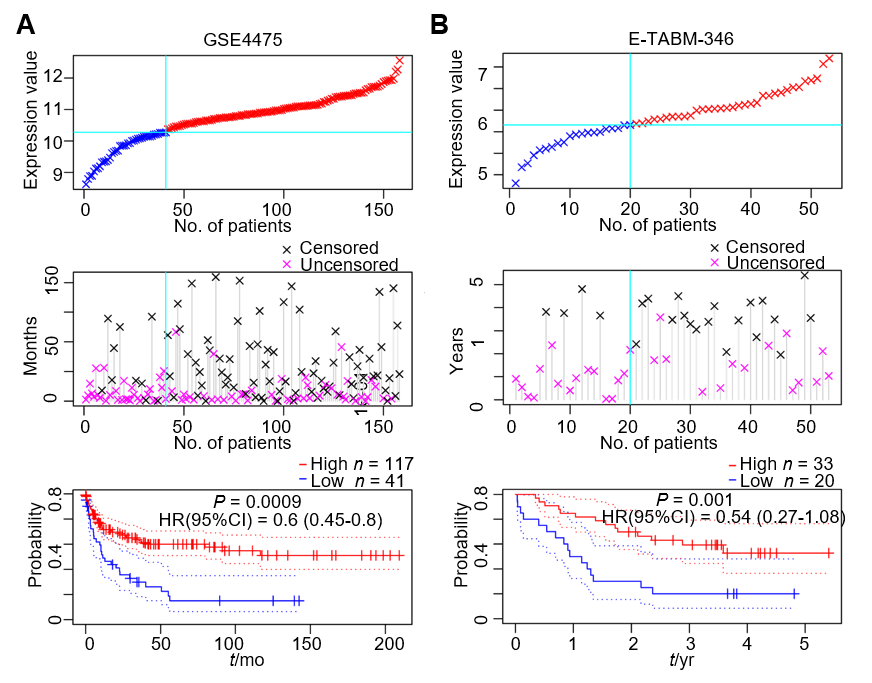 A
GSE4475
Expression value
12
11
10
9
0 50 100 150
No. of patients
× Censored
× Uncensored
Months
150
50
0
0 50 100 150
No. of patients
High n = 117
Low n = 41
Probability
0.8
0.4
0
P = 0.0009
HR(95%CI) = 0.6 (0.45-0.8)
0 50 100 150 200
t/mo
B
E-TABM-346
Expression value
7
6
5
0 10 20 30 40 50
No. of patients
× Censored
× Uncensored
Years
5
1
0
0 10 20 30 40 50
No. of patients
High n = 33
Low n = 20
Probability
0.8
0.4
0
P = 0.001
HR(95%CI) = 0.54 (0.27-1.08)
0 1 2 3 4 5
t/yr